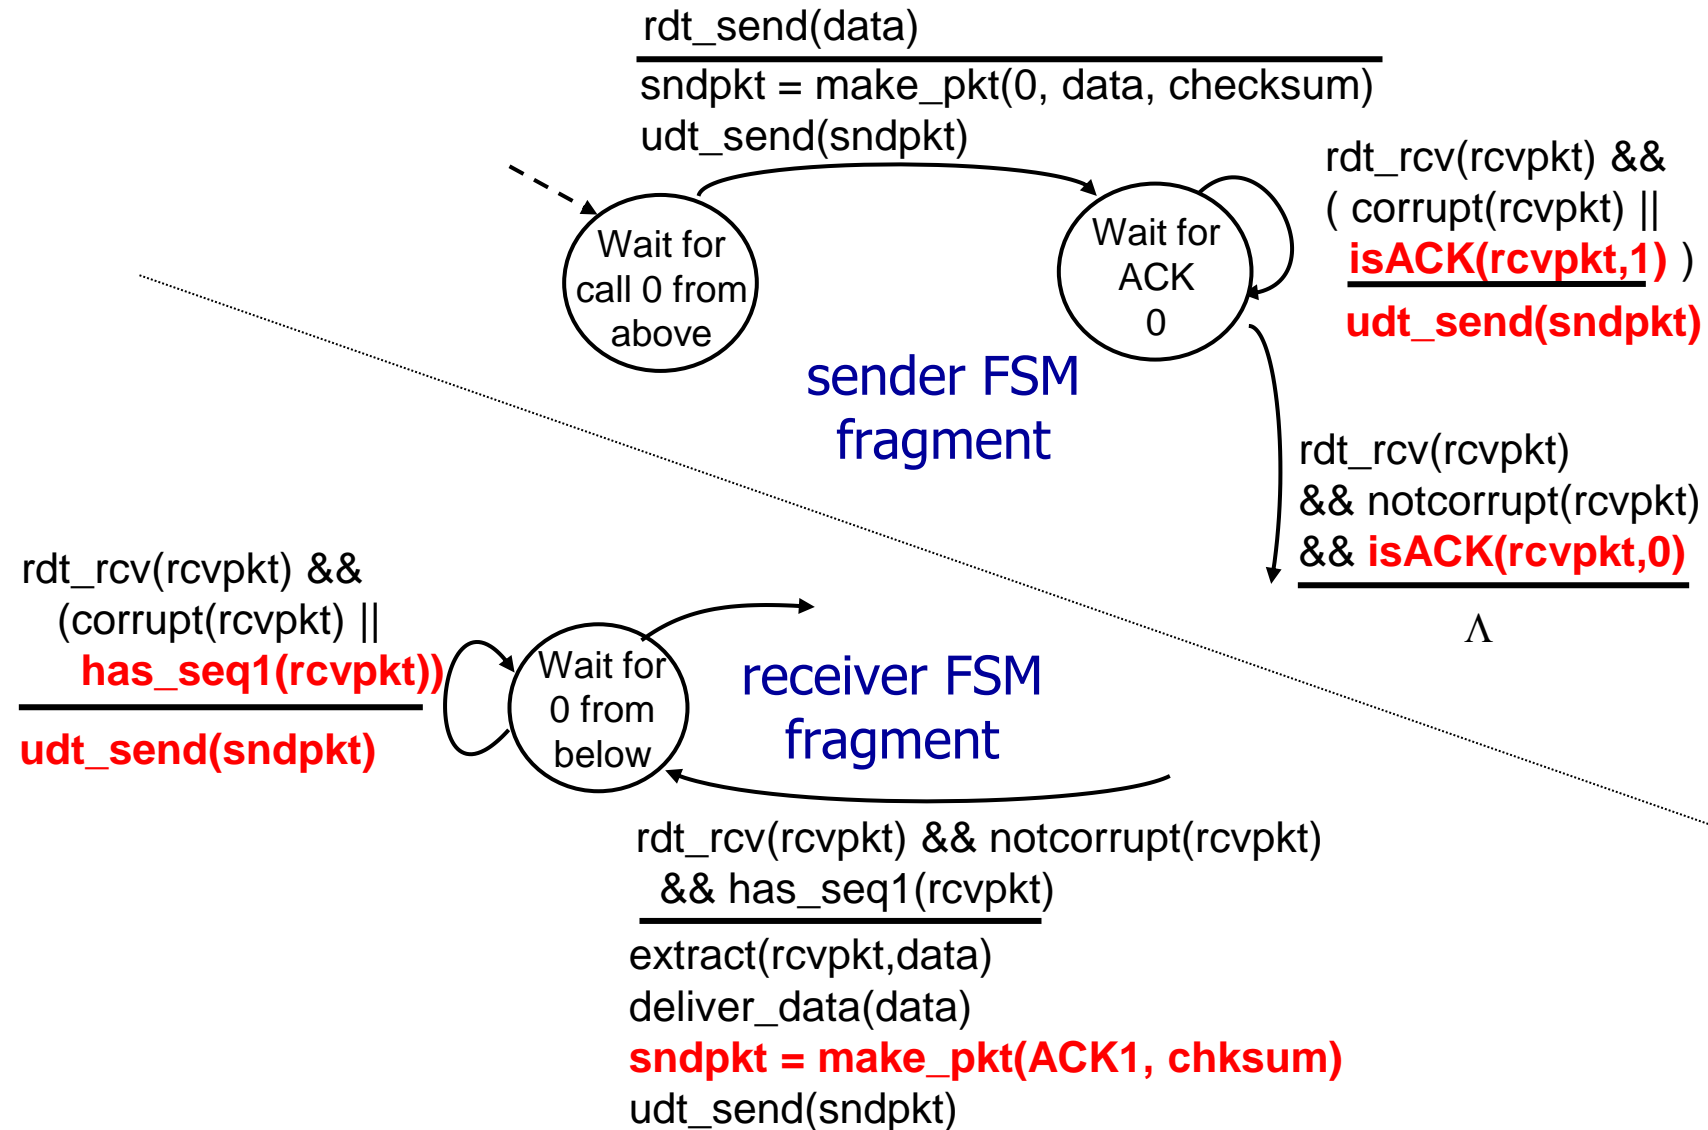 rdt_send(data)
sndpkt = make_pkt(0, data, checksum)
udt_send(sndpkt)
rdt_rcv(rcvpkt) &&
( corrupt(rcvpkt) ||
isACK(rcvpkt,1) )
udt_send(sndpkt)
Wait for
call 0 from
above
Wait for
ACK
0
sender FSM
fragment
rdt_rcv(rcvpkt)
&& notcorrupt(rcvpkt)
&& isACK(rcvpkt,0)
Λ
rdt_rcv(rcvpkt) &&
(corrupt(rcvpkt) ||
has_seq1(rcvpkt))
udt_send(sndpkt)
Wait for
0 from
below
receiver FSM
fragment
rdt_rcv(rcvpkt) && notcorrupt(rcvpkt)
&& has_seq1(rcvpkt)
extract(rcvpkt,data)
deliver_data(data)
sndpkt = make_pkt(ACK1, chksum)
udt_send(sndpkt)